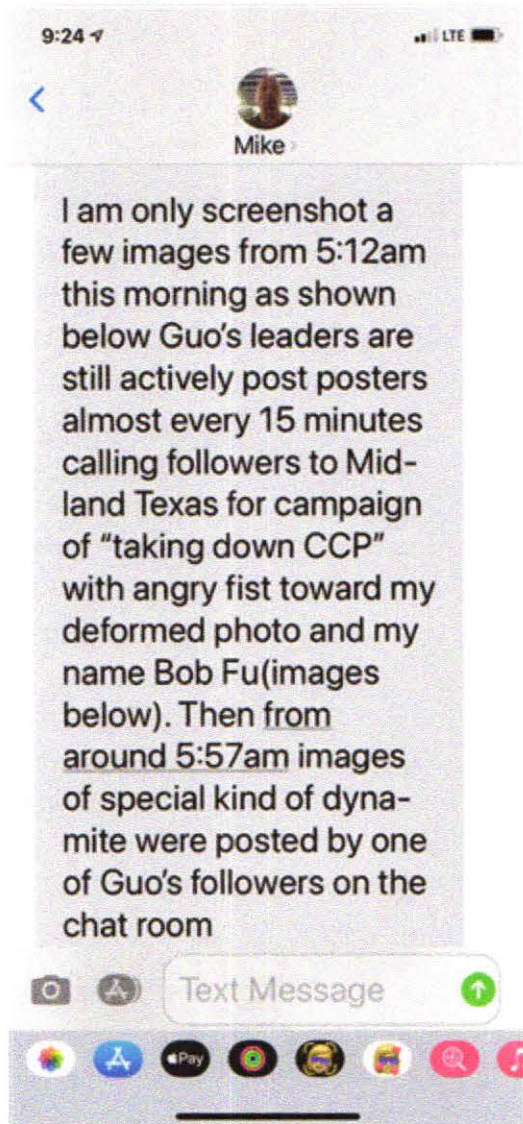 9:24
LTE
Mike
I am only screenshot a
few images from 5:12am
this morning as shown
below Guo's leaders are
still actively post posters
almost every 15 minutes
calling followers to Mid-
land Texas for campaign
of “taking down CCP”
with angry fist toward my
deformed photo and my
name Bob Fu(images
below). Then from
around 5:57am images
of special kind of dyna-
mite were posted by one
of Guo's followers on the
chat room
Text Message
Pay